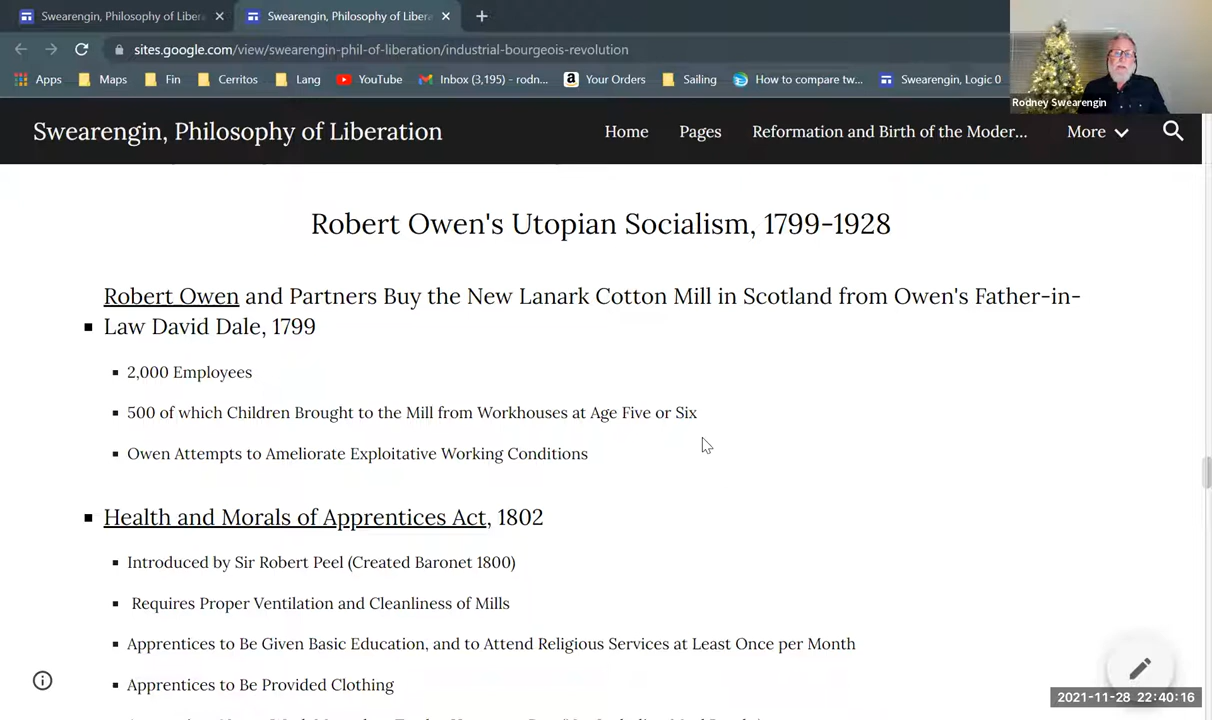 Swearengin, Philosophy of Liber
Swearengin, Philosophy of Libera
sites.google.com/view/swearengin-phil-of-liberation/industrial-bourgeois-revolution
Apps Maps Fin Cerritos Lang YouTube Inbox (3,195) - rodn... Your Orders Sailing How to compare tw... Swearengin, Logic 0
Rodney Swearengin
Swearengin, Philosophy of Liberation
Home Pages Reformation and Birth of the Moder... More
Robert Owen's Utopian Socialism, 1799-1928
Robert Owen and Partners Buy the New Lanark Cotton Mill in Scotland from Owen's Father-in-
Law David Dale, 1799
2,000 Employees
500 of which Children Brought to the Mill from Workhouses at Age Five or Six
Owen Attempts to Ameliorate Exploitative Working Conditions
Health and Morals of Apprentices Act, 1802
Introduced by Sir Robert Peel (Created Baronet 1800)
Requires Proper Ventilation and Cleanliness of Mills
Apprentices to Be Given Basic Education, and to Attend Religious Services at Least Once per Month
Apprentices to Be Provided Clothing
2021-11-28 22:40:16